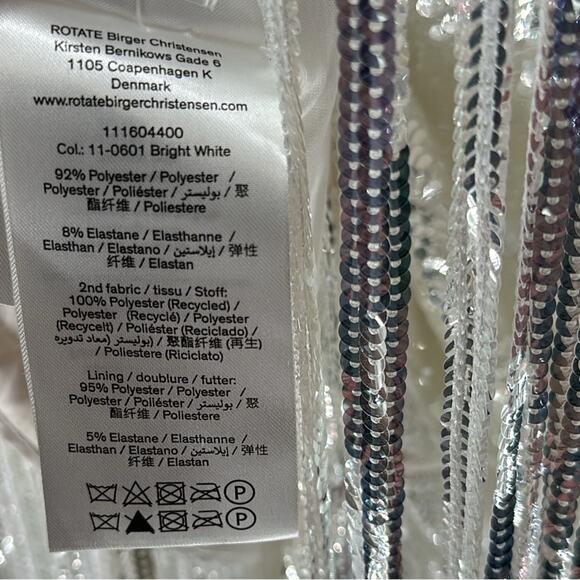 ROTATE Birger Christensen
Kirsten Bernikows Gade 6
1105 Coapenhagen K
Denmark
www.rotatebirgerchristensen.com
111604400
Col.: 11-0601 Bright White
92% Polyester / Polyester /
Polyester / Poliéster / بوليستر / 聚
酯纤维 / Poliestere
8% Elastane / Elasthanne /
Elasthan / Elastano / إيلاستين / 弹性
纤维 / Elastan
2nd fabric / tissu / Stoff:
100% Polyester (Recycled) /
Polyester (Recyclé) / Polyester
(Recycelt) / Poliéster (Reciclado) /
بوليستر (معاد تدويره) / 聚酯纤维 (再生)
/ Poliestere (Riciclato)
Lining / doublure / futter:
95% Polyester / Polyester /
Polyester / Poliéster / بوليستر / 聚
酯纤维 / Poliestere
5% Elastane / Elasthanne /
Elasthan / Elastano / إيلاستين / 弹性
纤维 / Elastan
P
P